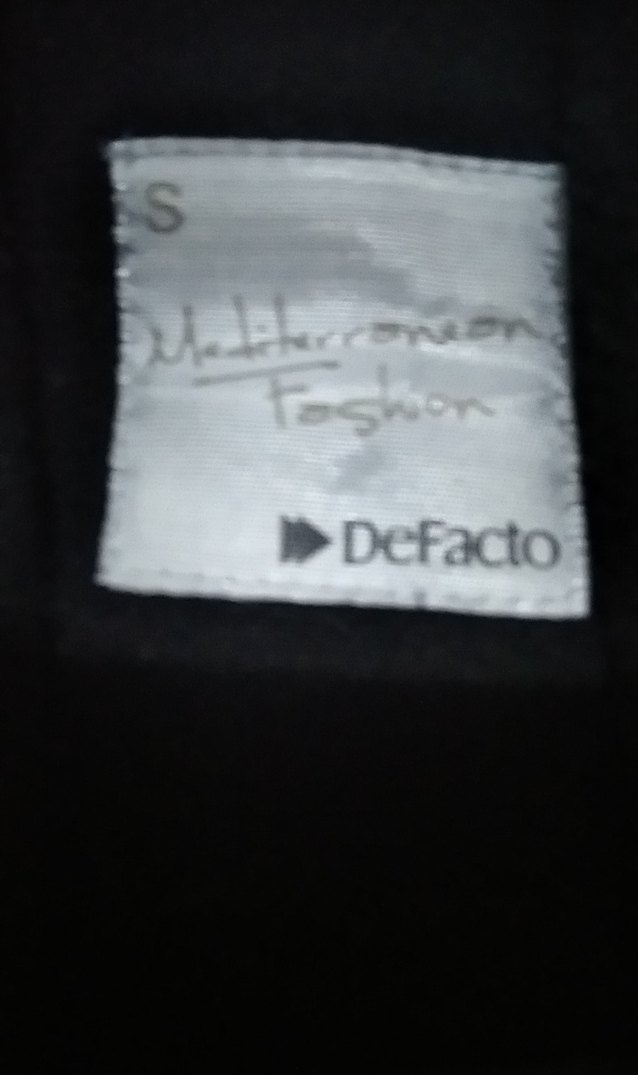 S
Mediterranean
Fashion
DeFacto